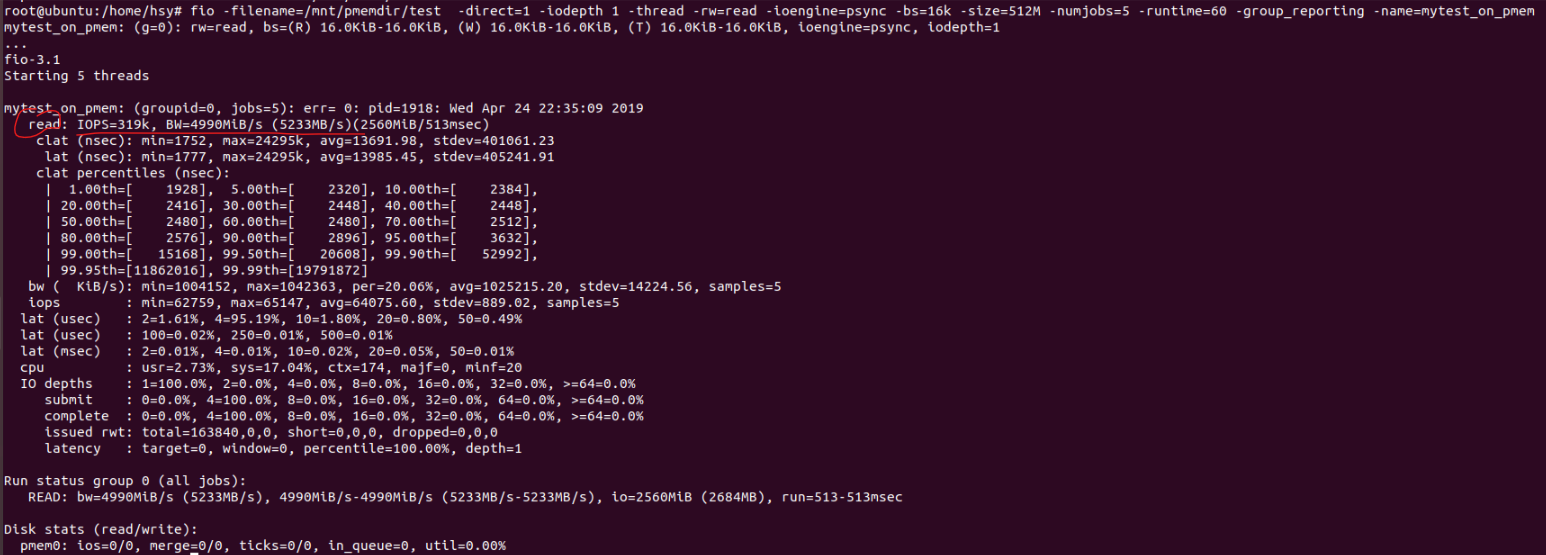 root@ubuntu:/home/hsy# fio -filename=/mnt/pmemdir/test  -direct=1 -iodepth 1 -thread -rw=read -ioengine=psync -bs=16k -size=512M -numjobs=5 -runtime=60 -group_reporting -name=mytest_on_pmem
mytest_on_pmem: (g=0): rw=read, bs=(R) 16.0KiB-16.0KiB, (W) 16.0KiB-16.0KiB, (T) 16.0KiB-16.0KiB, ioengine=psync, iodepth=1
...
fio-3.1
Starting 5 threads

mytest_on_pmem: (groupid=0, jobs=5): err= 0: pid=1918: Wed Apr 24 22:35:09 2019
   read: IOPS=319k, BW=4990MiB/s (5233MB/s)(2560MiB/513msec)
    clat (nsec): min=1752, max=24295k, avg=13691.98, stdev=401061.23
     lat (nsec): min=1777, max=24295k, avg=13985.45, stdev=405241.91
    clat percentiles (nsec):
     |  1.00th=[    1928],  5.00th=[    2320], 10.00th=[    2384],
     | 20.00th=[    2416], 30.00th=[    2448], 40.00th=[    2448],
     | 50.00th=[    2480], 60.00th=[    2480], 70.00th=[    2512],
     | 80.00th=[    2576], 90.00th=[    2896], 95.00th=[    3632],
     | 99.00th=[   15168], 99.50th=[   20608], 99.90th=[   52992],
     | 99.95th=[11862016], 99.99th=[19791872]
   bw (  KiB/s): min=1004152, max=1042363, per=20.06%, avg=1025215.20, stdev=14224.56, samples=5
   iops        : min=62759, max=65147, avg=64075.60, stdev=889.02, samples=5
  lat (usec)   : 2=1.61%, 4=95.19%, 10=1.80%, 20=0.80%, 50=0.49%
  lat (usec)   : 100=0.02%, 250=0.01%, 500=0.01%
  lat (msec)   : 2=0.01%, 4=0.01%, 10=0.02%, 20=0.05%, 50=0.01%
  cpu          : usr=2.73%, sys=17.04%, ctx=174, majf=0, minf=20
  IO depths    : 1=100.0%, 2=0.0%, 4=0.0%, 8=0.0%, 16=0.0%, 32=0.0%, >=64=0.0%
     submit    : 0=0.0%, 4=100.0%, 8=0.0%, 16=0.0%, 32=0.0%, 64=0.0%, >=64=0.0%
     complete  : 0=0.0%, 4=100.0%, 8=0.0%, 16=0.0%, 32=0.0%, 64=0.0%, >=64=0.0%
     issued rwt: total=163840,0,0, short=0,0,0, dropped=0,0,0
     latency   : target=0, window=0, percentile=100.00%, depth=1

Run status group 0 (all jobs):
   READ: bw=4990MiB/s (5233MB/s), 4990MiB/s-4990MiB/s (5233MB/s-5233MB/s), io=2560MiB (2684MB), run=513-513msec

Disk stats (read/write):
  pmem0: ios=0/0, merge=0/0, ticks=0/0, in_queue=0, util=0.00%